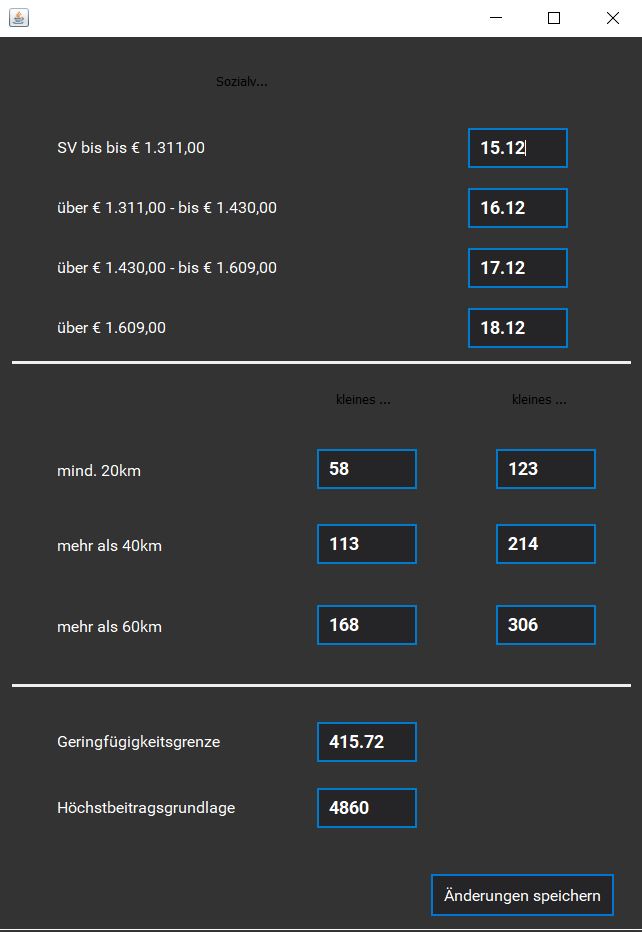 Sozialv...
SV bis bis € 1.311,00 15.12
über € 1.311,00 - bis € 1.430,00 16.12
über € 1.430,00 - bis € 1.609,00 17.12
über € 1.609,00 18.12
kleines ... kleines ...
mind. 20km 58 123
mehr als 40km 113 214
mehr als 60km 168 306
Geringfügigkeitsgrenze 415.72
Höchstbeitragsgrundlage 4860
Änderungen speichern